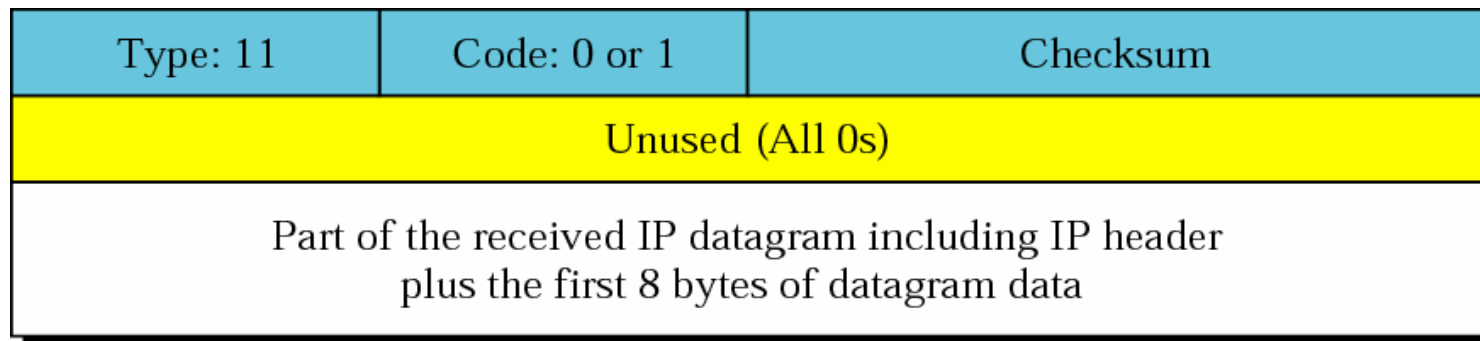 Type: 11
Code: 0 or 1
Checksum
Unused (All 0s)
Part of the received IP datagram including IP header
plus the first 8 bytes of datagram data